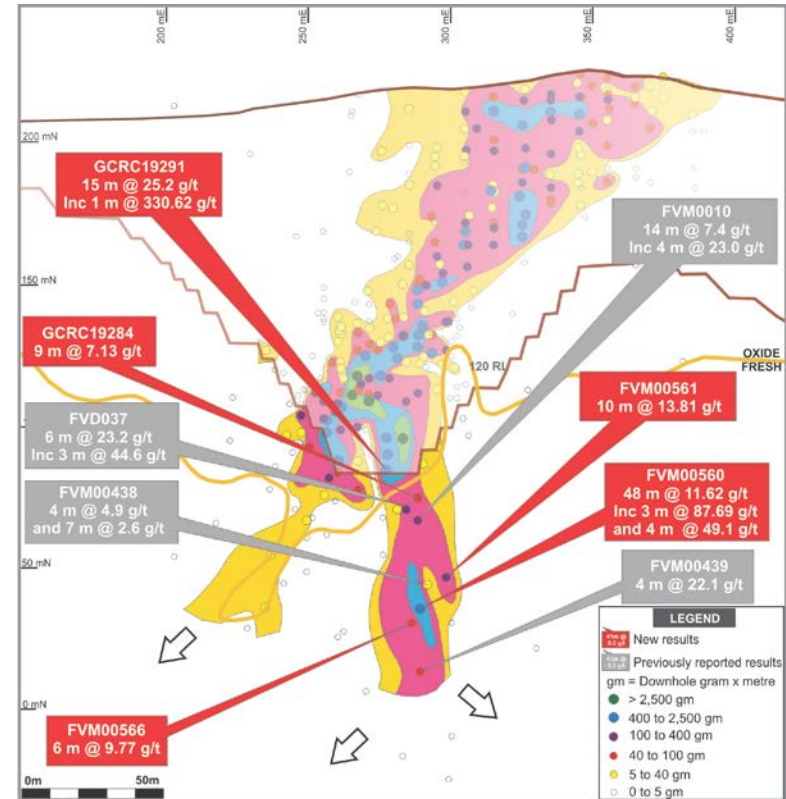 200 mE
250 mE
300 mE
350 mE
400 mE
200 mN
150 mN
50 mN
0 mN
GCRC19291
15 m @ 25.2 g/t
Inc 1 m @ 330.62 g/t
GCRC19284
9 m @ 7.13 g/t
FVD037
6 m @ 23.2 g/t
Inc 3 m @ 44.6 g/t
FVM00438
4 m @ 4.9 g/t
and 7 m @ 2.6 g/t
FVM00566
6 m @ 9.77 g/t
FVM0010
14 m @ 7.4 g/t
Inc 4 m @ 23.0 g/t
120 RL
OXIDE
FRESH
FVM00561
10 m @ 13.81 g/t
FVM00560
48 m @ 11.62 g/t
Inc 3 m @ 87.69 g/t
and 4 m @ 49.1 g/t
FVM00439
4 m @ 22.1 g/t
LEGEND
New results
Previously reported results
gm = Downhole gram x metre
> 2,500 gm
400 to 2,500 gm
100 to 400 gm
40 to 100 gm
5 to 40 gm
0 to 5 gm
0m
50m